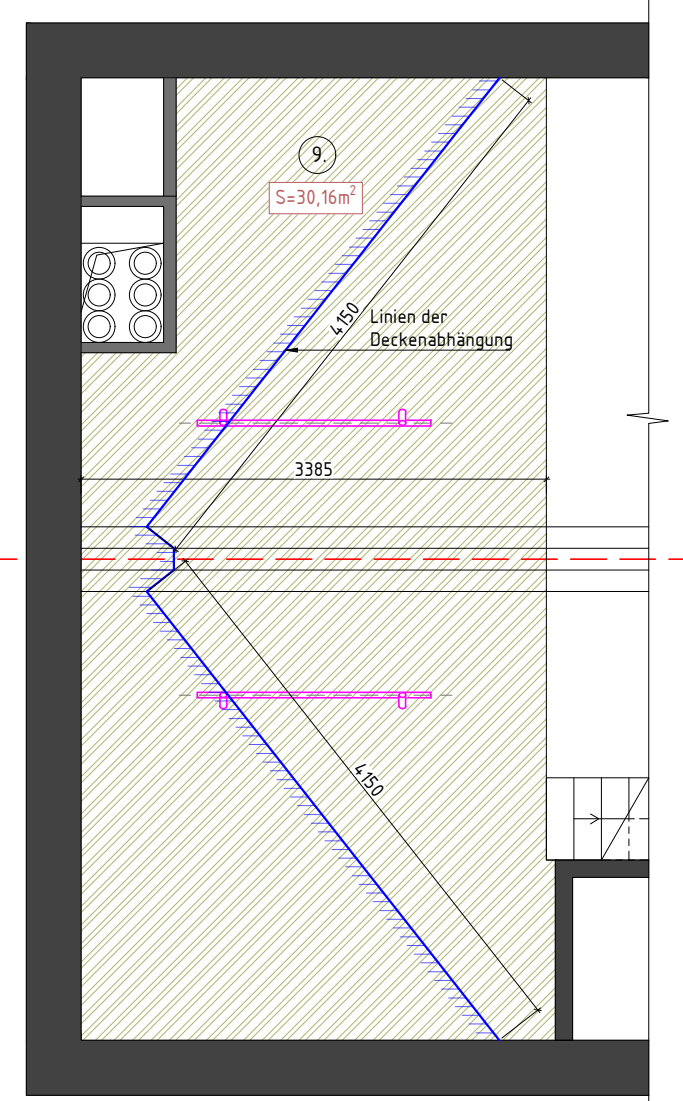 9.
S=30,16m²
4150
Linien der
Deckenabhängung
3385
4150